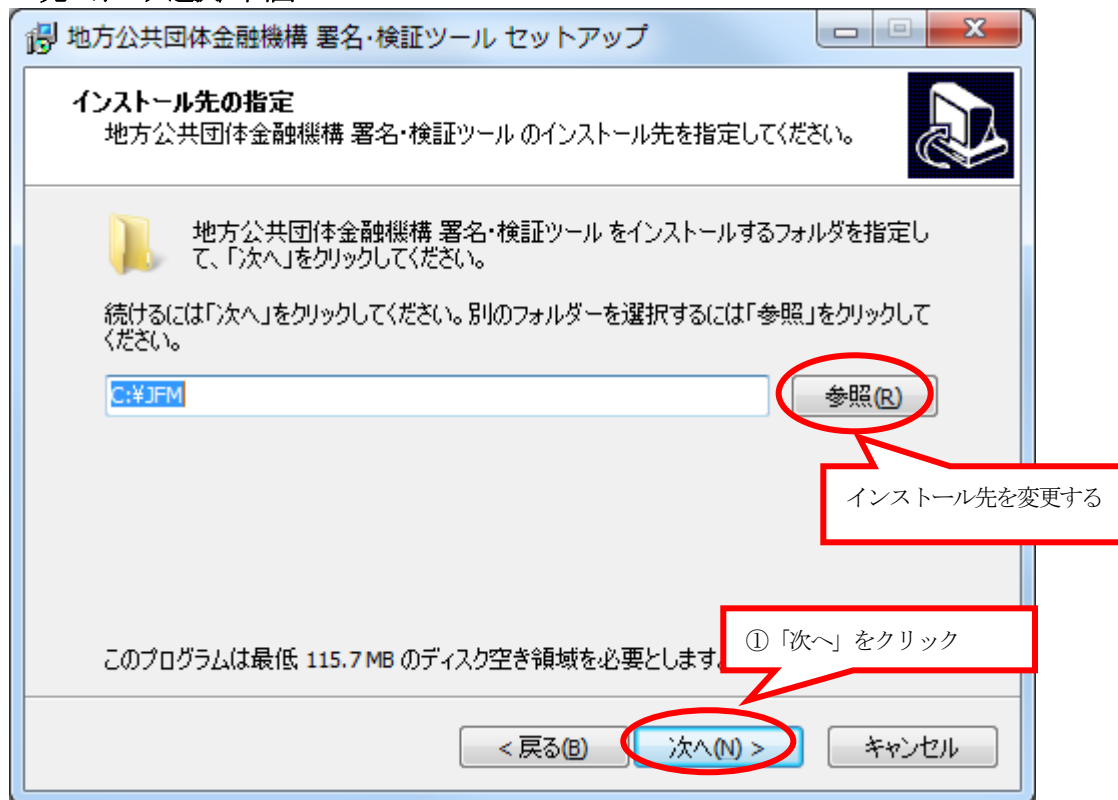 地方公共団体金融機構 署名・検証ツール セットアップ
インストール先の指定
地方公共団体金融機構 署名・検証ツール のインストール先を指定してください。
地方公共団体金融機構 署名・検証ツール をインストールするフォルダを指定し
て、「次へ」をクリックしてください。
続けるには「次へ」をクリックしてください。別のフォルダーを選択するには「参照」をクリックして
ください。
C:¥JFM
参照(R)
インストール先を変更する
①「次へ」をクリック
このプログラムは最低 115.7 MB のディスク空き領域を必要とします。
< 戻る(B)
次へ(N) >
キャンセル